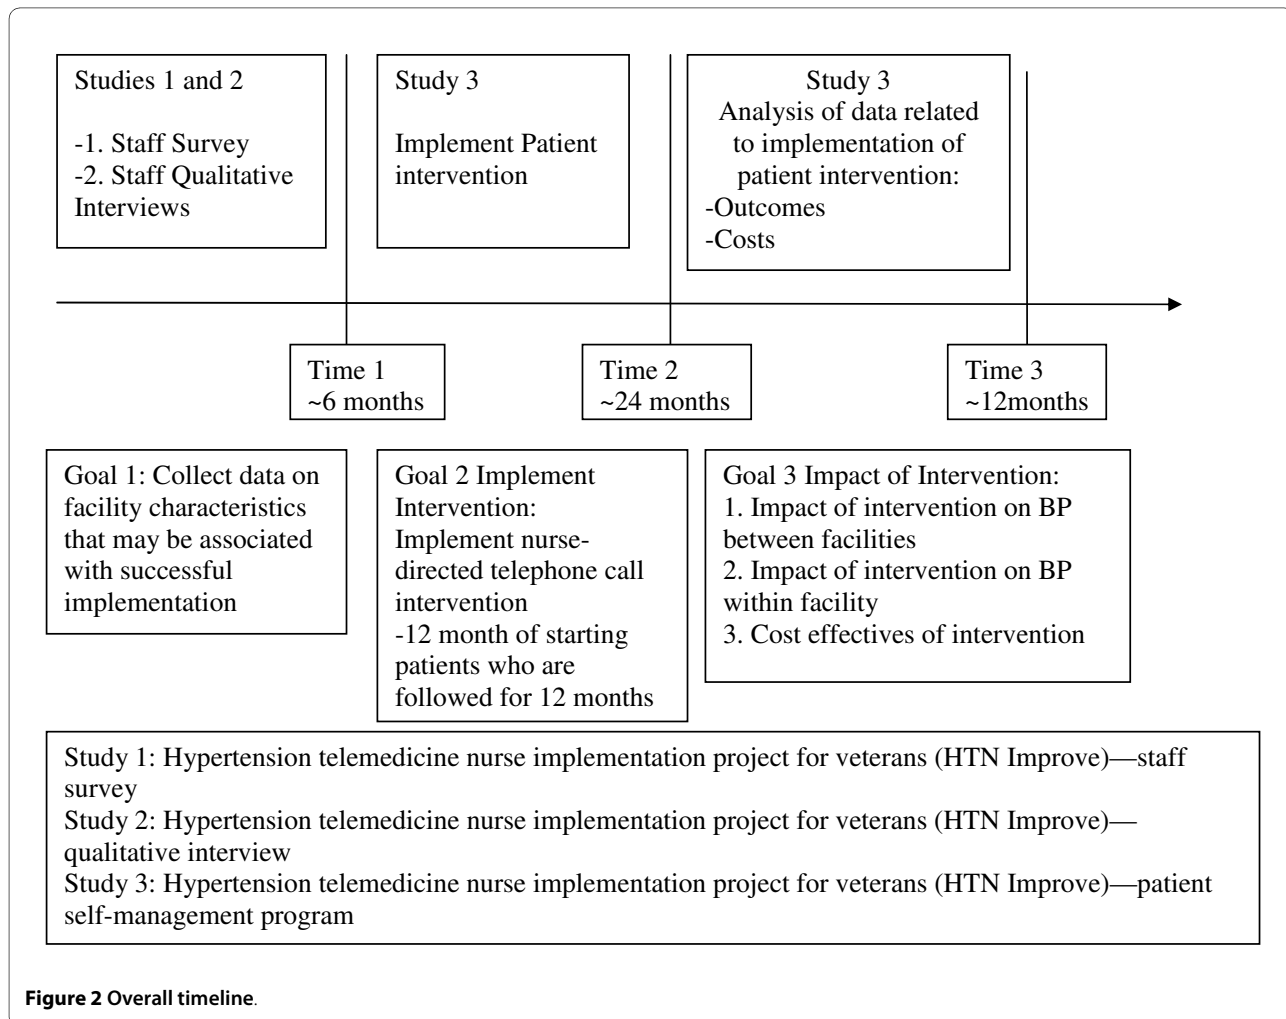 Studies 1 and 2
-1. Staff Survey
-2. Staff Qualitative
Interviews
Study 3
Implement Patient
intervention
Study 3
Analysis of data related
to implementation of
patient intervention:
-Outcomes
-Costs
Time 1
~6 months
Time 2
~24 months
Time 3
~12months
Goal 1: Collect data on
facility characteristics
that may be associated
with successful
implementation
Goal 2 Implement
Intervention:
Implement nurse-
directed telephone call
intervention
-12 month of starting
patients who are
followed for 12 months
Goal 3 Impact of Intervention:
1. Impact of intervention on BP
between facilities
2. Impact of intervention on BP
within facility
3. Cost effectives of intervention
Study 1: Hypertension telemedicine nurse implementation project for veterans (HTN Improve)—staff
survey
Study 2: Hypertension telemedicine nurse implementation project for veterans (HTN Improve)—
qualitative interview
Study 3: Hypertension telemedicine nurse implementation project for veterans (HTN Improve)—patient
self-management program
Figure 2 Overall timeline.